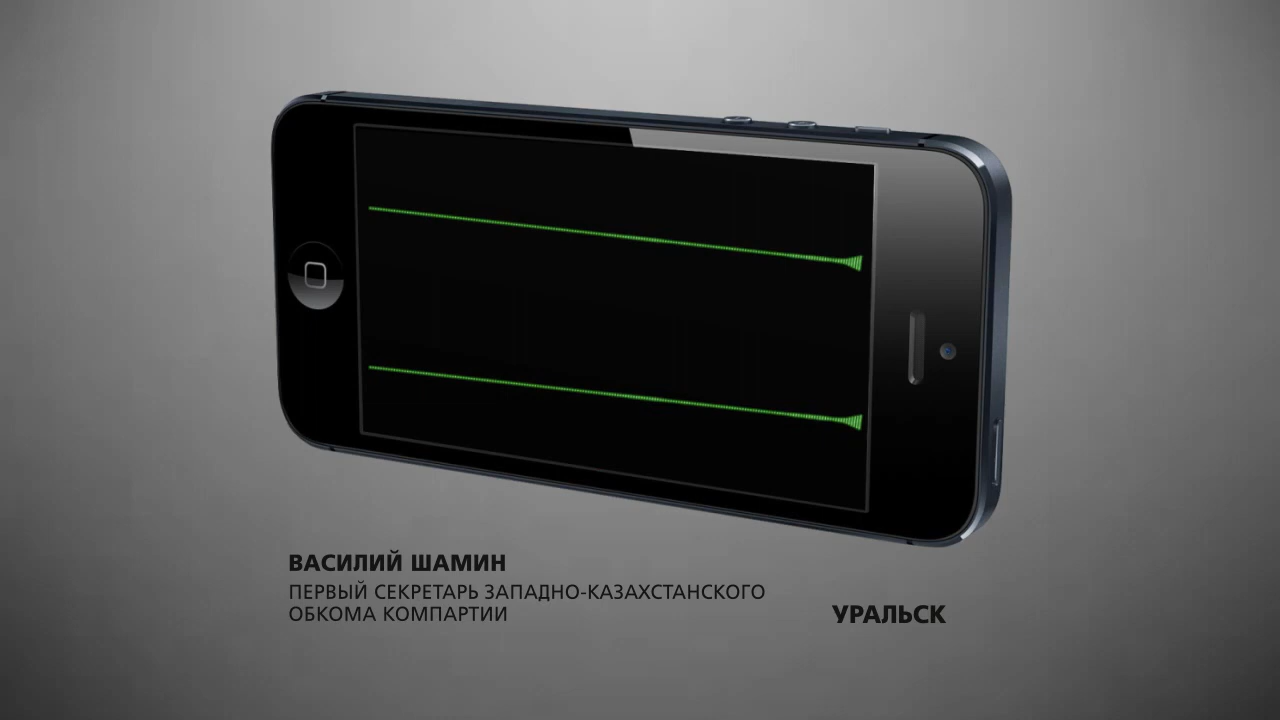 ВАСИЛИЙ ШАМИН
ПЕРВЫЙ СЕКРЕТАРЬ ЗАПАДНО-КАЗАХСТАНСКОГО
ОБКОМА КОМПАРТИИ
УРАЛЬСК